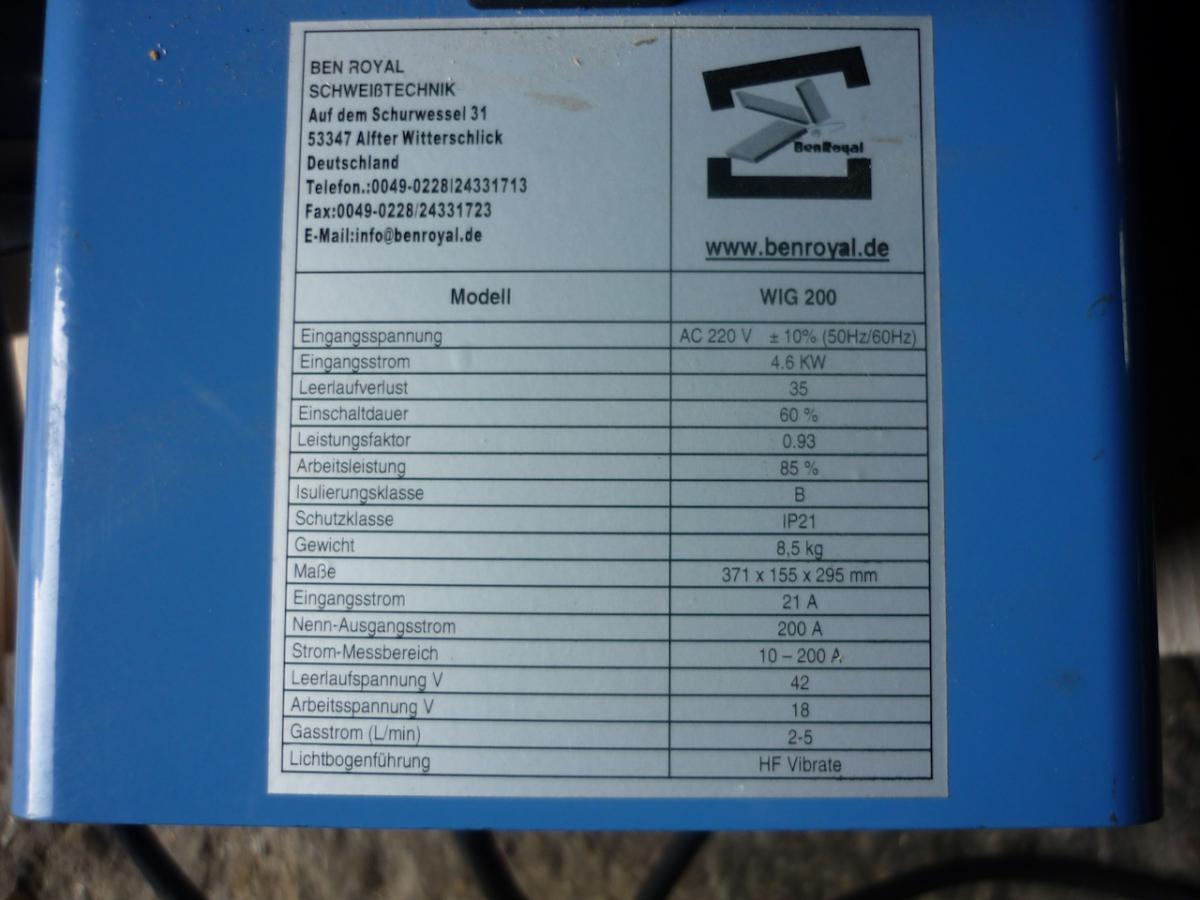 BEN ROYAL
SCHWEIßTECHNIK
Auf dem Schurwessel 31
53347 Alfter Witterschlick
Deutschland
Telefon.:0049-0228/24331713
Fax:0049-0228/24331723
E-Mail:info@benroyal.de
BenRoyal
www.benroyal.de
Modell WIG 200
Eingangsspannung AC 220 V ± 10% (50Hz/60Hz)
Eingangsstrom 4.6 KW
Leerlaufverlust 35
Einschaltdauer 60 %
Leistungsfaktor 0.93
Arbeitsleistung 85 %
Isulierungsklasse B
Schutzklasse IP21
Gewicht 8,5 kg
Maße 371 x 155 x 295 mm
Eingangsstrom 21 A
Nenn-Ausgangsstrom 200 A
Strom-Messbereich 10 – 200 A
Leerlaufspannung V 42
Arbeitsspannung V 18
Gasstrom (L/min) 2-5
Lichtbogenführung HF Vibrate